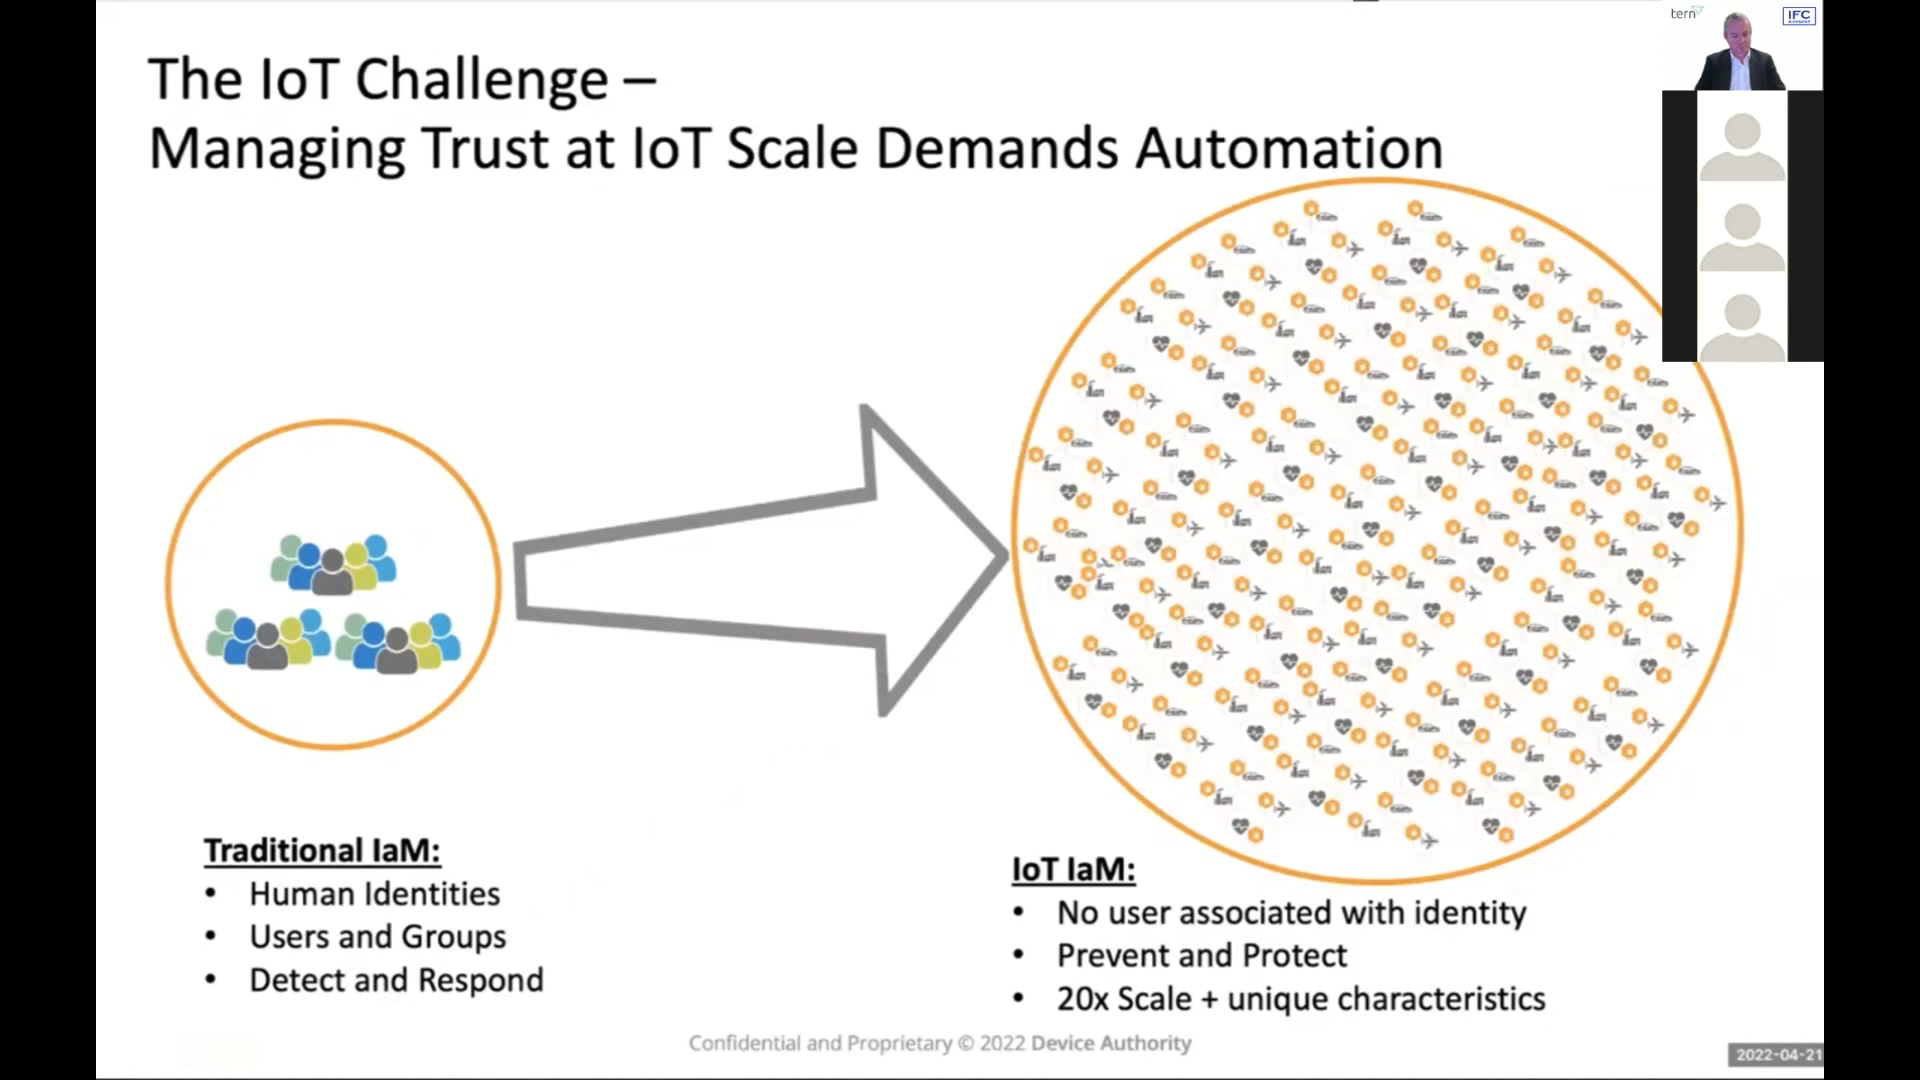 The IoT Challenge –
Managing Trust at IoT Scale Demands Automation
tern
IFC
Traditional IaM:
• Human Identities
• Users and Groups
• Detect and Respond
IoT IaM:
• No user associated with identity
• Prevent and Protect
• 20x Scale + unique characteristics
Confidential and Proprietary © 2022 Device Authority
2022-04-21